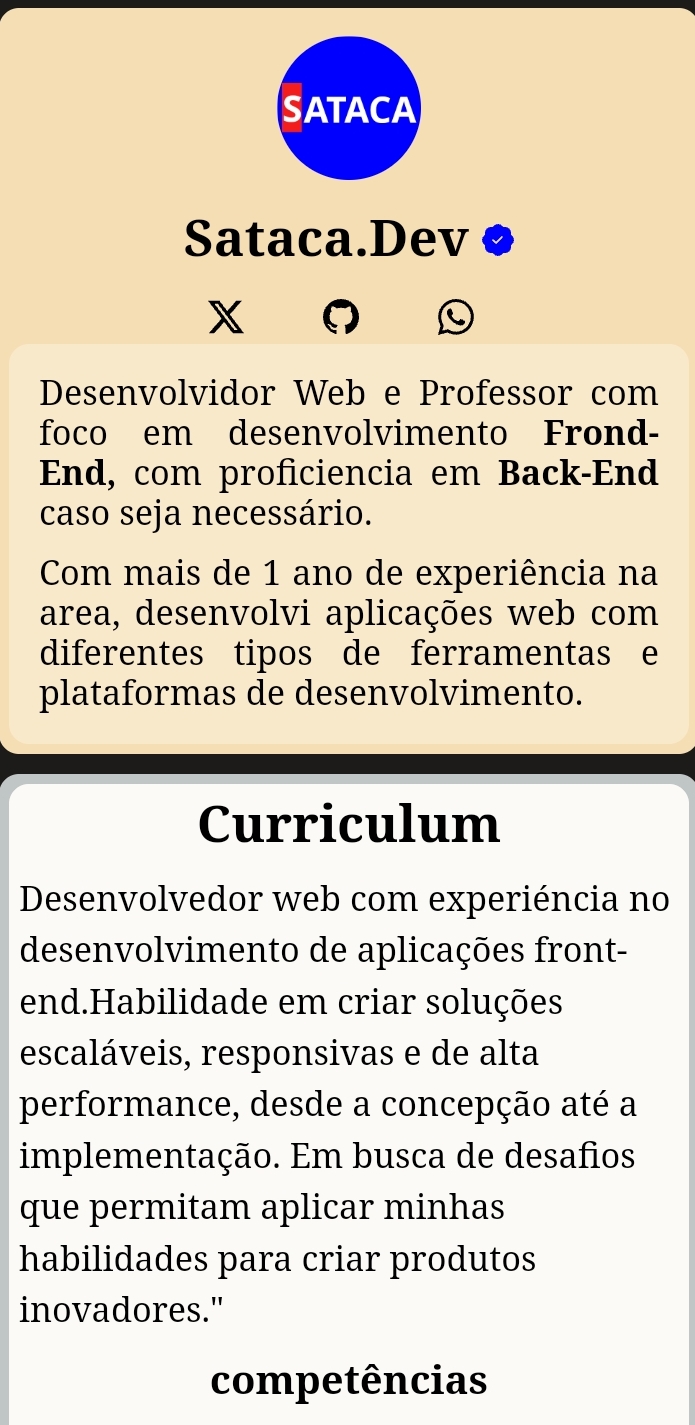 SATACA
Sataca.Dev
Desenvolvidor Web e Professor com
foco em desenvolvimento Frond-
End, com proficiencia em Back-End
caso seja necessário.
Com mais de 1 ano de experiência na
area, desenvolvi aplicações web com
diferentes tipos de ferramentas e
plataformas de desenvolvimento.
Curriculum
Desenvolvedor web com experiéncia no
desenvolvimento de aplicações front-
end.Habilidade em criar soluções
escaláveis, responsivas e de alta
performance, desde a concepção até a
implementação. Em busca de desafios
que permitam aplicar minhas
habilidades para criar produtos
inovadores."
competências